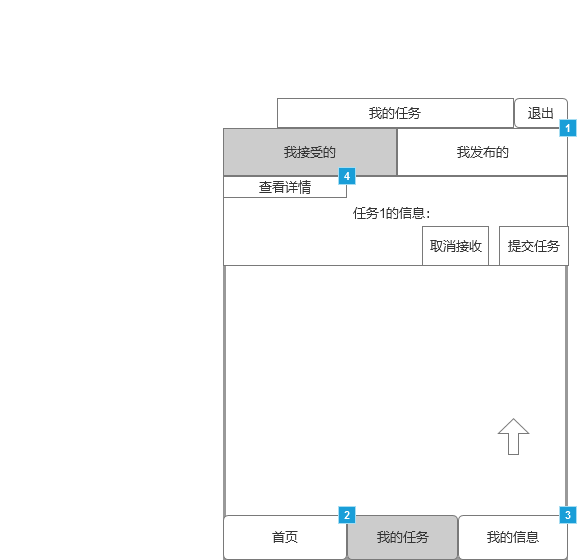 我的任务 退出
1
我接受的 我发布的
查看详情 4
任务1的信息：
取消接收 提交任务
2 3
首页 我的任务 我的信息